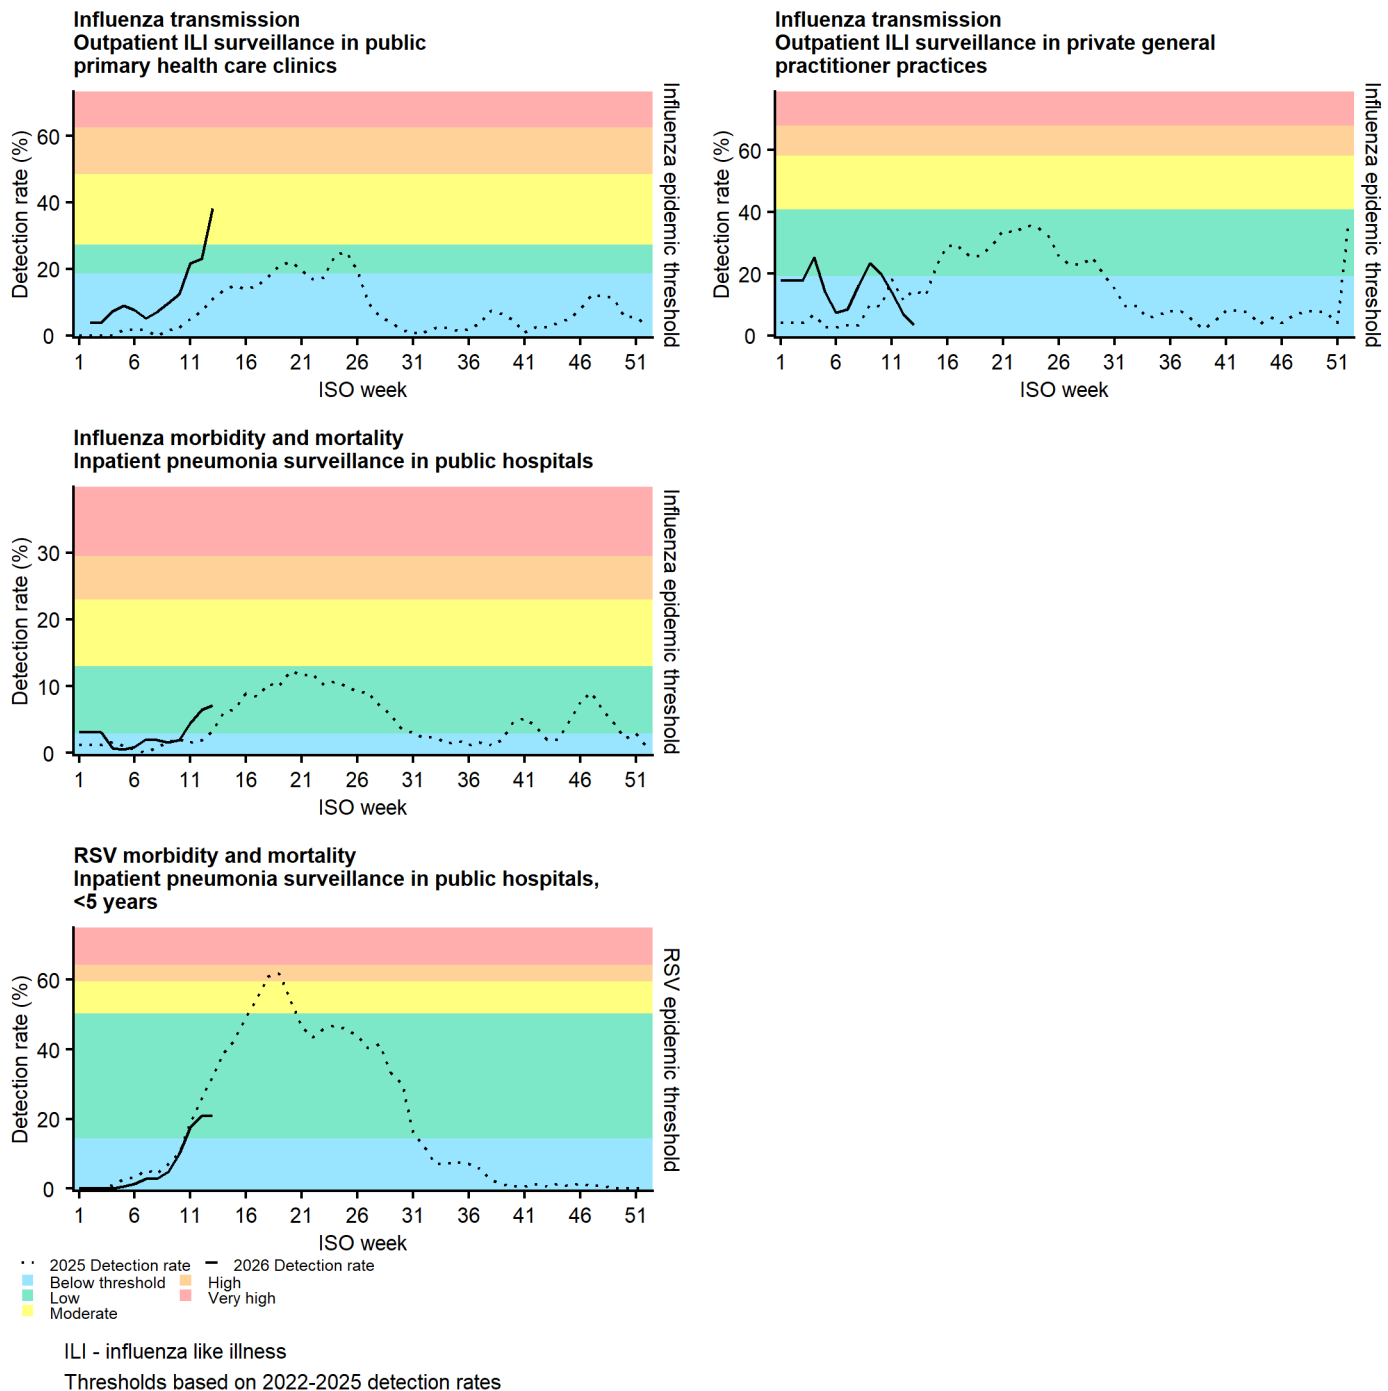 Influenza transmission
Outpatient ILI surveillance in public
primary health care clinics
Detection rate (%)
60
40
20
0
1 6 11 16 21 26 31 36 41 46 51
ISO week
Influenza epidemic threshold
Influenza transmission
Outpatient ILI surveillance in private general
practitioner practices
Detection rate (%)
60
40
20
0
1 6 11 16 21 26 31 36 41 46 51
ISO week
Influenza epidemic threshold
Influenza morbidity and mortality
Inpatient pneumonia surveillance in public hospitals
Detection rate (%)
30
20
10
0
1 6 11 16 21 26 31 36 41 46 51
ISO week
Influenza epidemic threshold
RSV morbidity and mortality
Inpatient pneumonia surveillance in public hospitals,
<5 years
Detection rate (%)
60
40
20
0
1 6 11 16 21 26 31 36 41 46 51
ISO week
RSV epidemic threshold
2025 Detection rate 2026 Detection rate
Below threshold High
Low Very high
Moderate
ILI - influenza like illness
Thresholds based on 2022-2025 detection rates